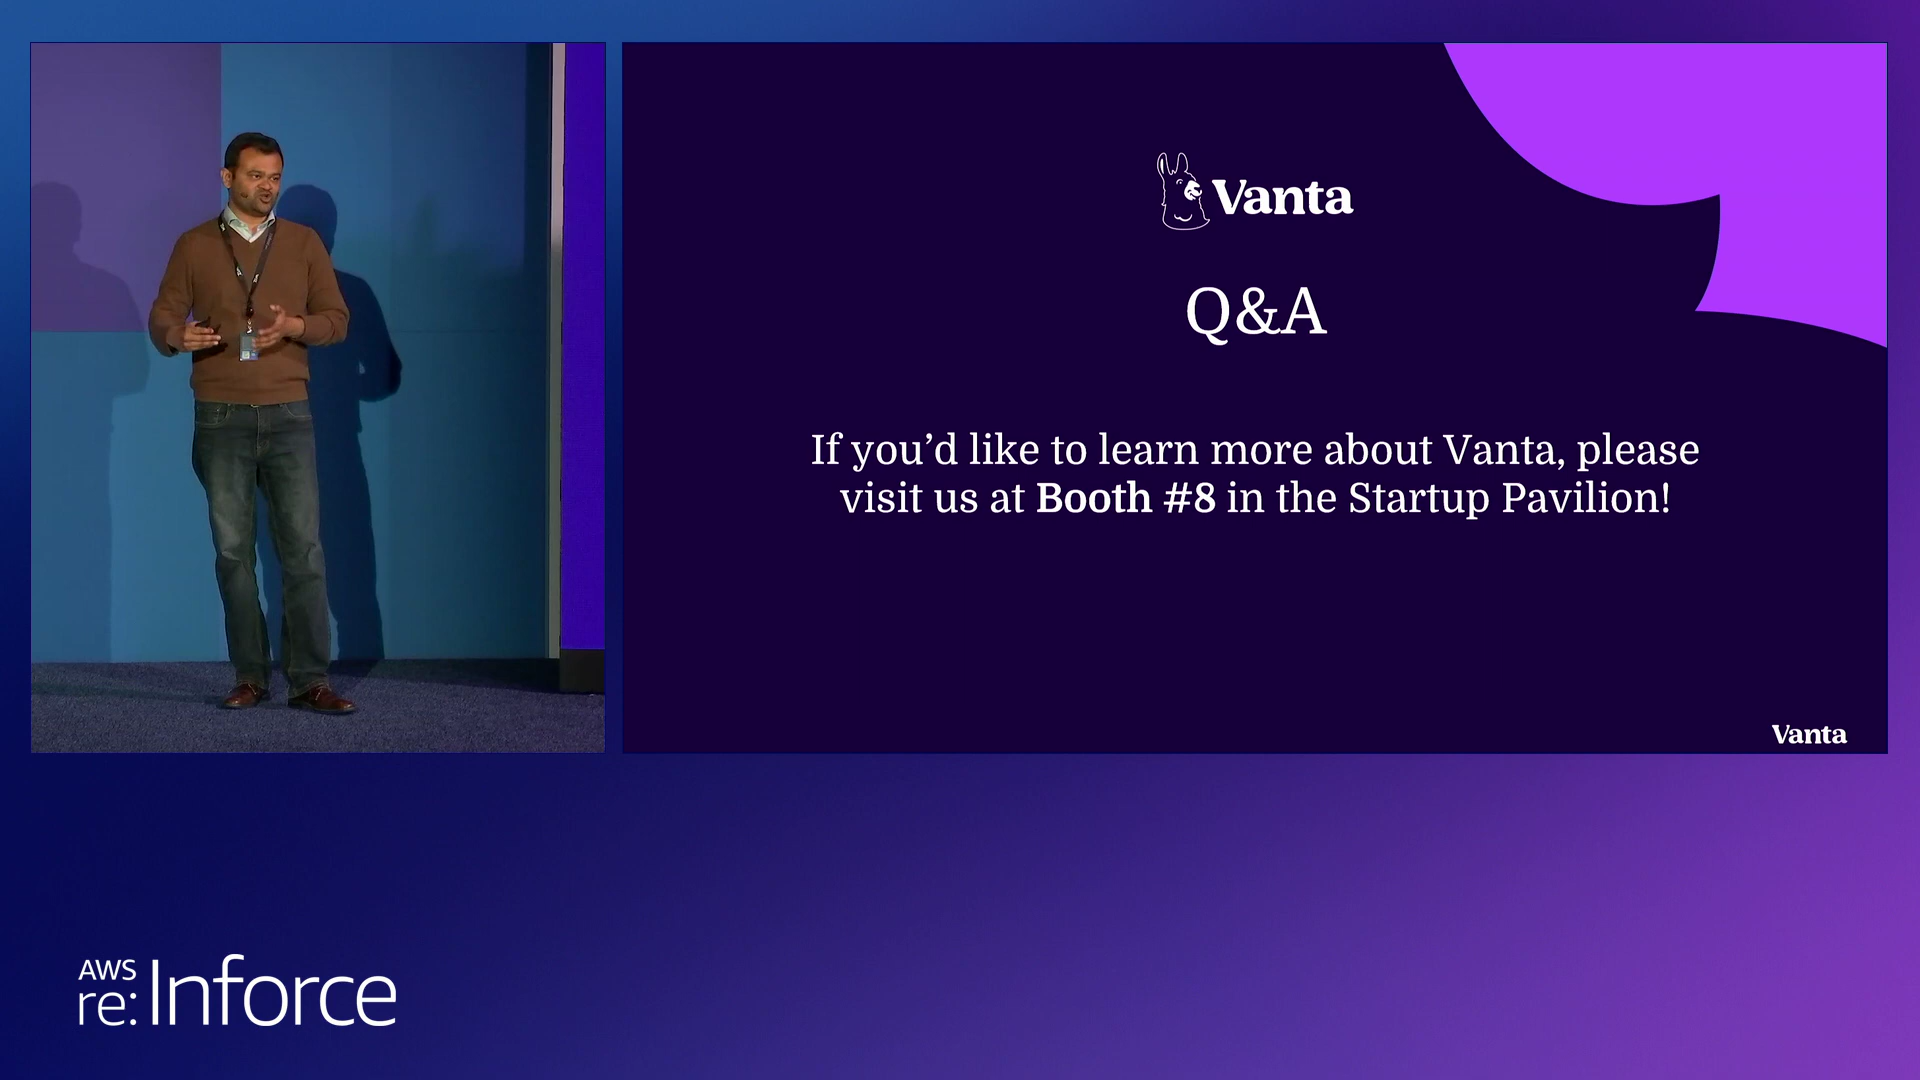 Vanta
Q&A
If you’d like to learn more about Vanta, please
visit us at Booth #8 in the Startup Pavilion!
Vanta
AWS
re:Inforce